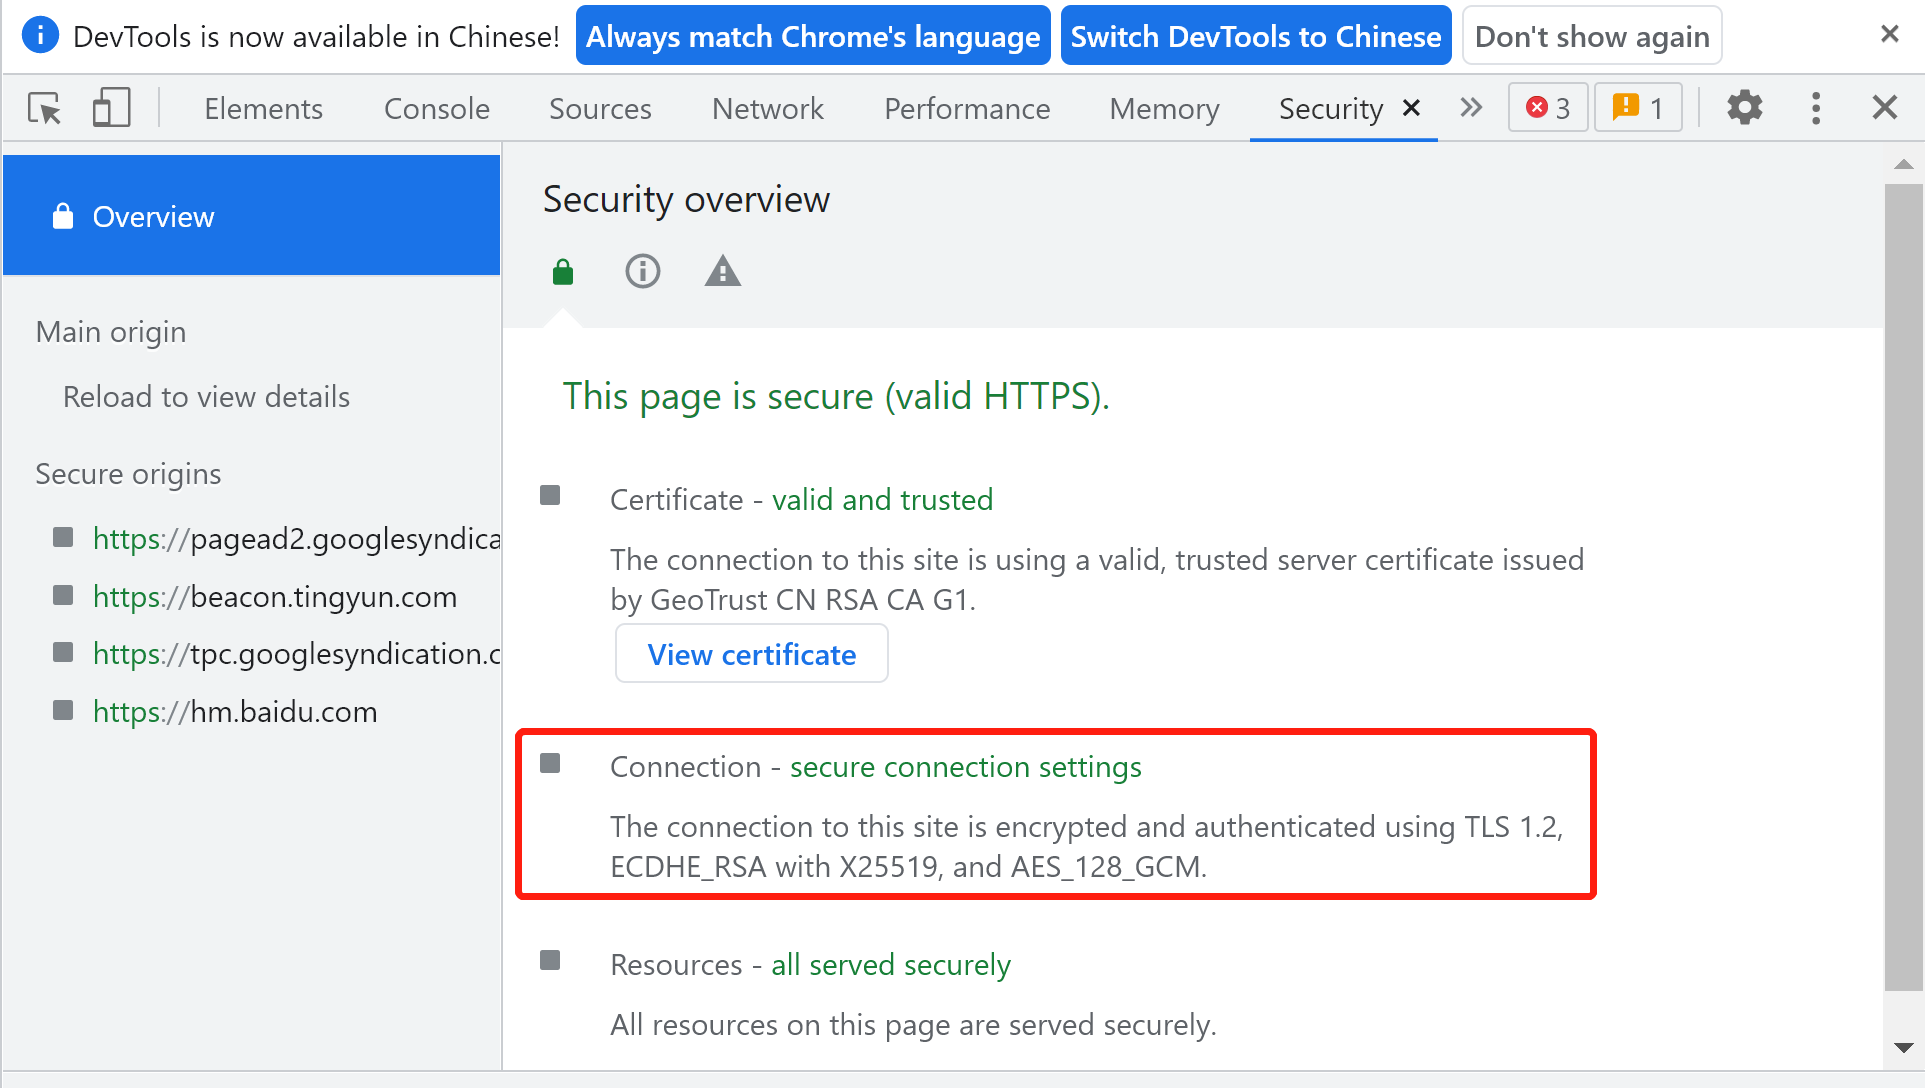 DevTools is now available in Chinese! Always match Chrome's language Switch DevTools to Chinese Don't show again
Elements Console Sources Network Performance Memory Security 3 1
Overview
Main origin
Reload to view details
Secure origins
https://pagead2.googlesyndica
https://beacon.tingyun.com
https://tpc.googlesyndication.c
https://hm.baidu.com
Security overview
This page is secure (valid HTTPS).
Certificate - valid and trusted
The connection to this site is using a valid, trusted server certificate issued
by GeoTrust CN RSA CA G1.
View certificate
Connection - secure connection settings
The connection to this site is encrypted and authenticated using TLS 1.2,
ECDHE_RSA with X25519, and AES_128_GCM.
Resources - all served securely
All resources on this page are served securely.